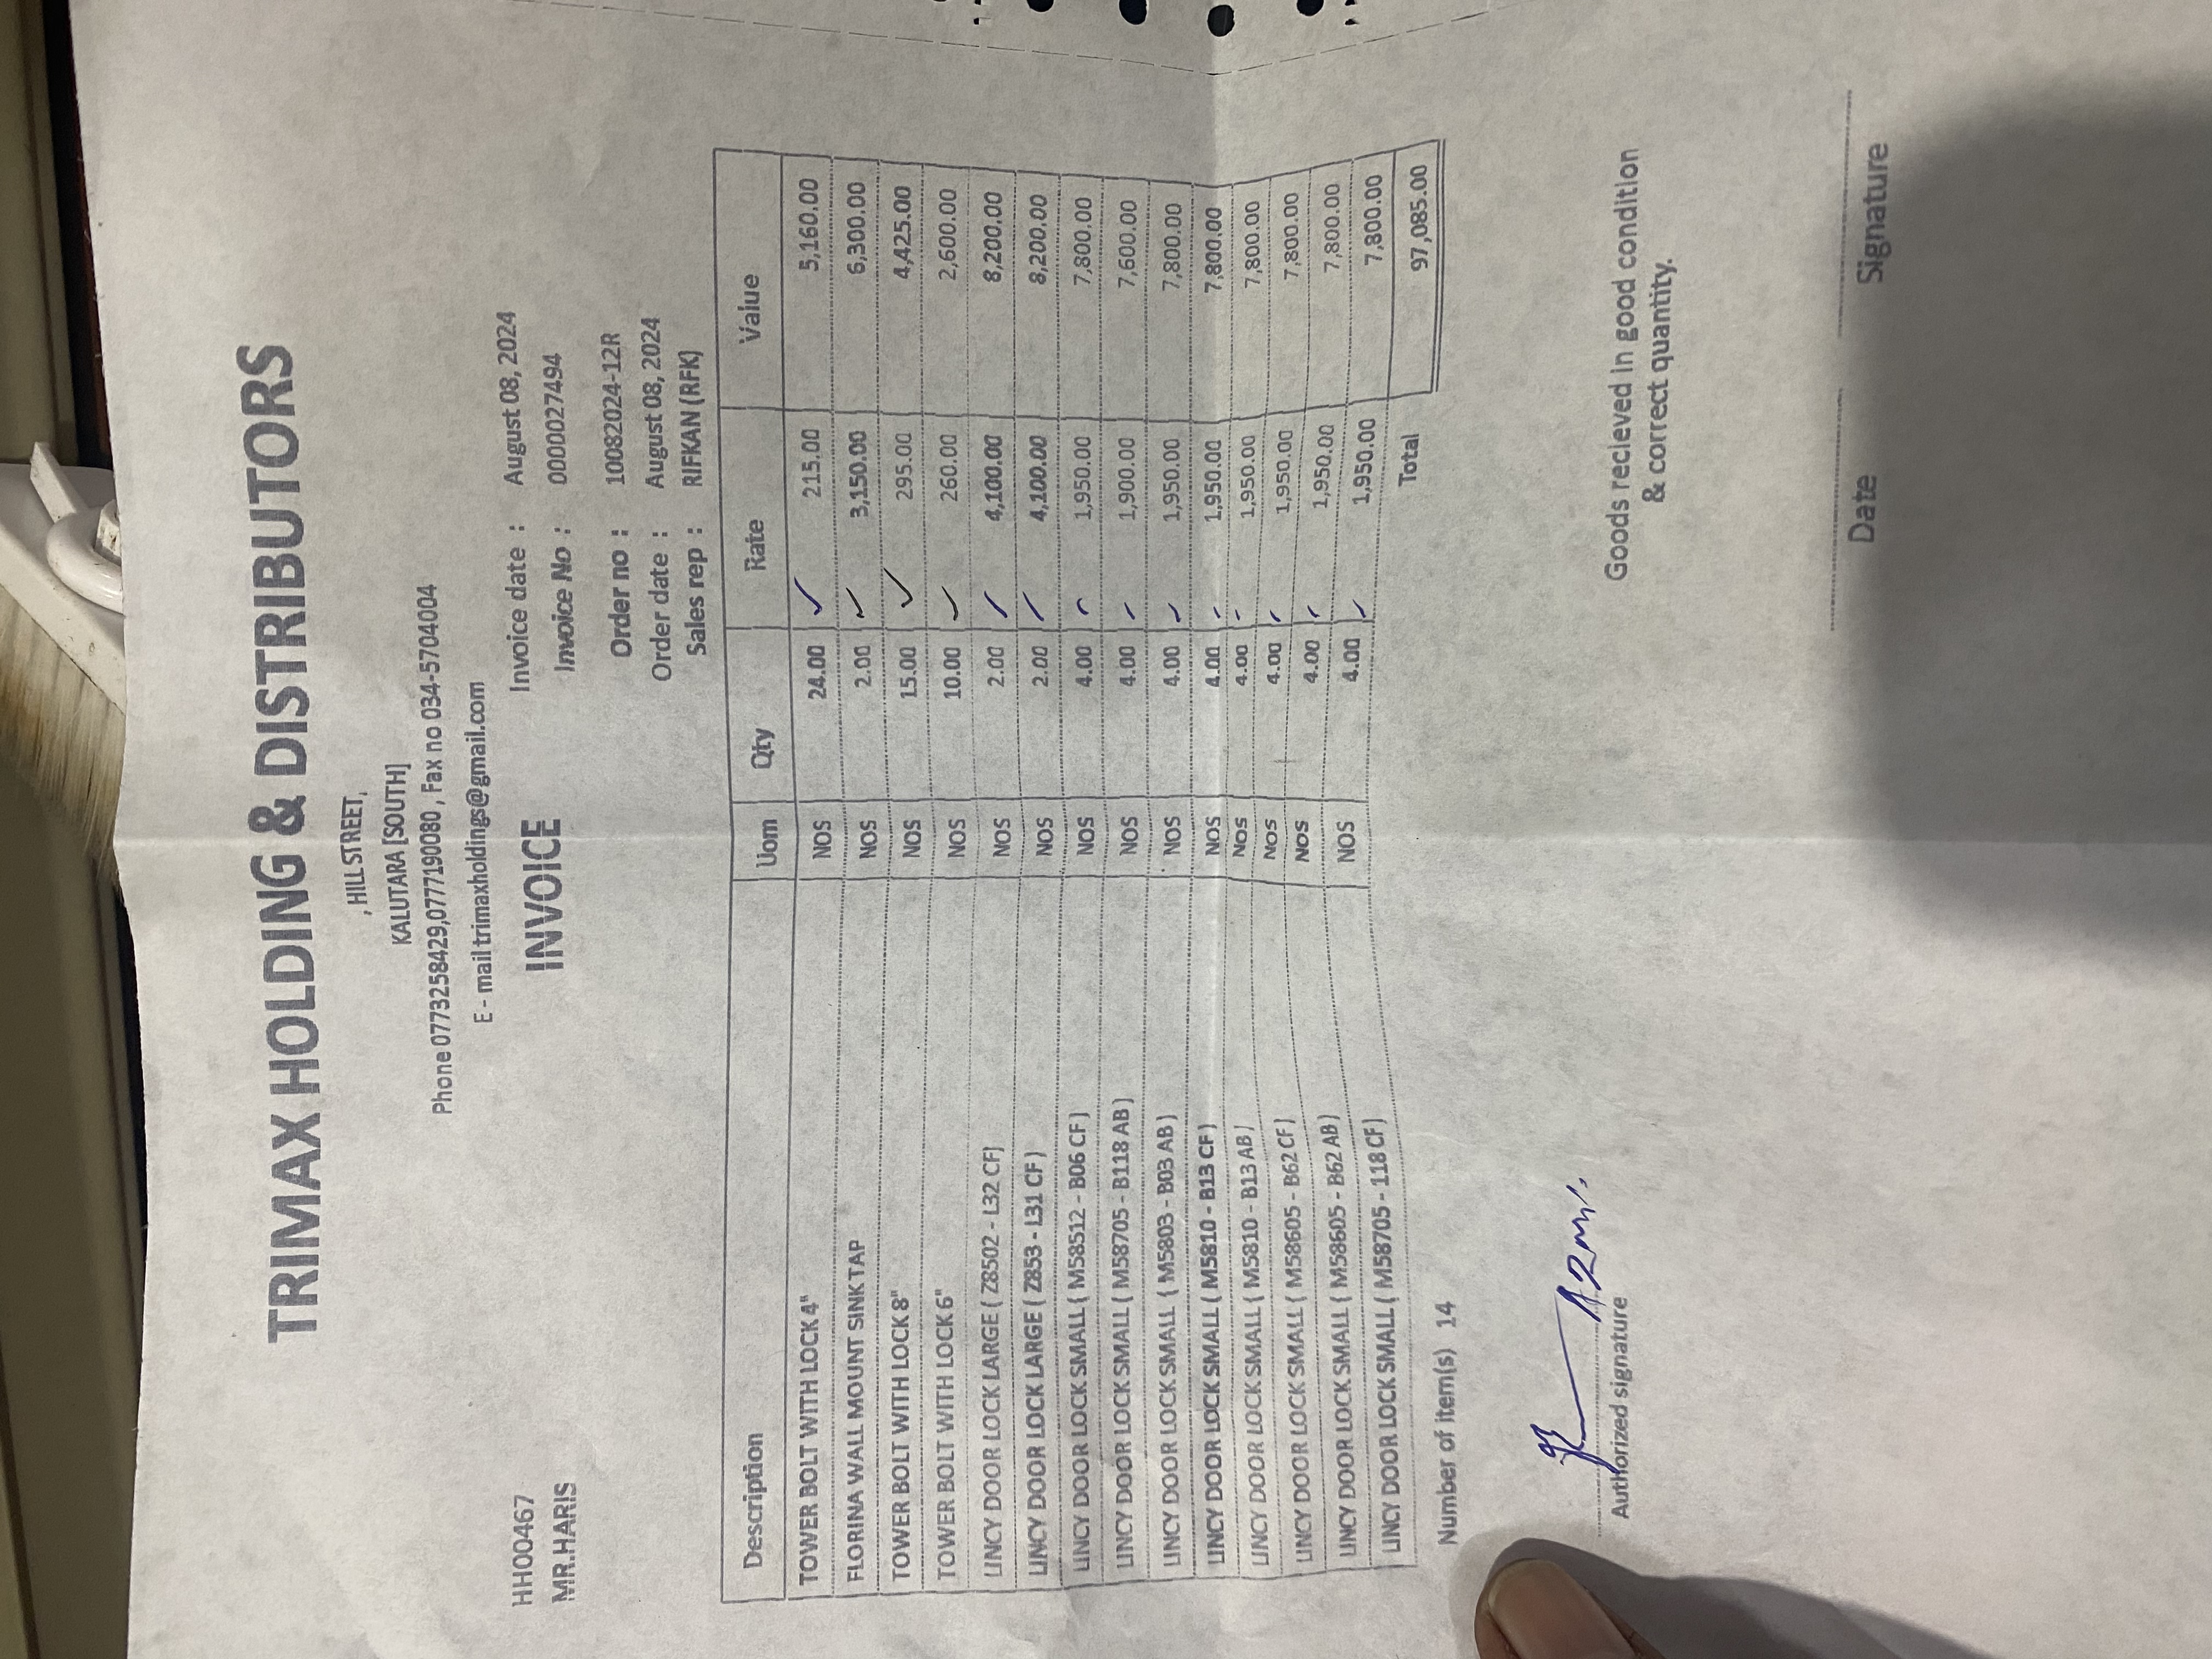 TRIMAX HOLDING & DISTRIBUTORS
, HILL STREET,
KALUTARA [SOUTH]
Phone 0773258429,0777190080 , Fax no 034-5704004
E - mail trimaxholdings@gmail.com
HH00467
MR.HARIS
INVOICE
Invoice date : August 08, 2024
Invoice No : 0000027494
Order no : 10082024-12R
Order date : August 08, 2024
Sales rep : RIFKAN (RFK)
Description Uom Qty Rate Value
TOWER BOLT WITH LOCK 4" NOS 24.00 215.00 5,160.00
FLORINA WALL MOUNT SINK TAP NOS 2.00 3,150.00 6,300.00
TOWER BOLT WITH LOCK 8" NOS 15.00 295.00 4,425.00
TOWER BOLT WITH LOCK 6" NOS 10.00 260.00 2,600.00
LINCY DOOR LOCK LARGE ( Z8502 - L32 CF) NOS 2.00 4,100.00 8,200.00
LINCY DOOR LOCK LARGE ( Z853 - L31 CF ) NOS 2.00 4,100.00 8,200.00
LINCY DOOR LOCK SMALL ( M58512 - B06 CF ) NOS 4.00 1,950.00 7,800.00
LINCY DOOR LOCK SMALL ( M58705 - B118 AB ) NOS 4.00 1,900.00 7,600.00
LINCY DOOR LOCK SMALL ( M5803 - B03 AB ) NOS 4.00 1,950.00 7,800.00
LINCY DOOR LOCK SMALL ( M5810 - B13 CF ) NOS 4.00 1,950.00 7,800.00
LINCY DOOR LOCK SMALL ( M5810 - B13 AB ) NOS 4.00 1,950.00 7,800.00
LINCY DOOR LOCK SMALL ( M58605 - B62 CF ) NOS 4.00 1,950.00 7,800.00
LINCY DOOR LOCK SMALL ( M58605 - B62 AB ) NOS 4.00 1,950.00 7,800.00
LINCY DOOR LOCK SMALL ( M58705 - 118 CF ) NOS 4.00 1,950.00 7,800.00
Total 97,085.00
Number of item(s) 14
Authorized signature
Goods recieved in good condition
& correct quantity.
Date Signature